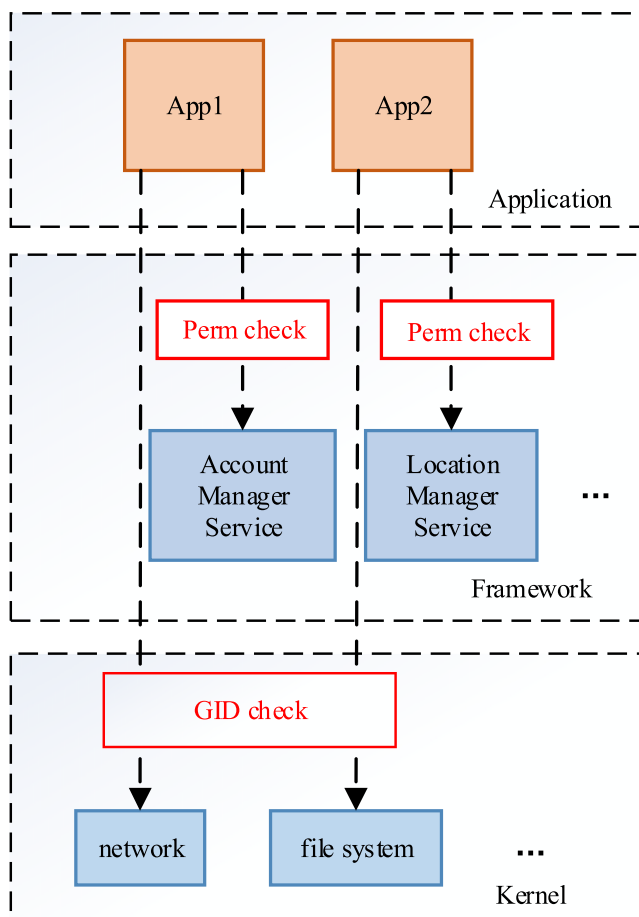 App1
App2
Application
Perm check
Perm check
Account
Manager
Service
Location
Manager
Service
...
Framework
GID check
network
file system
...
Kernel